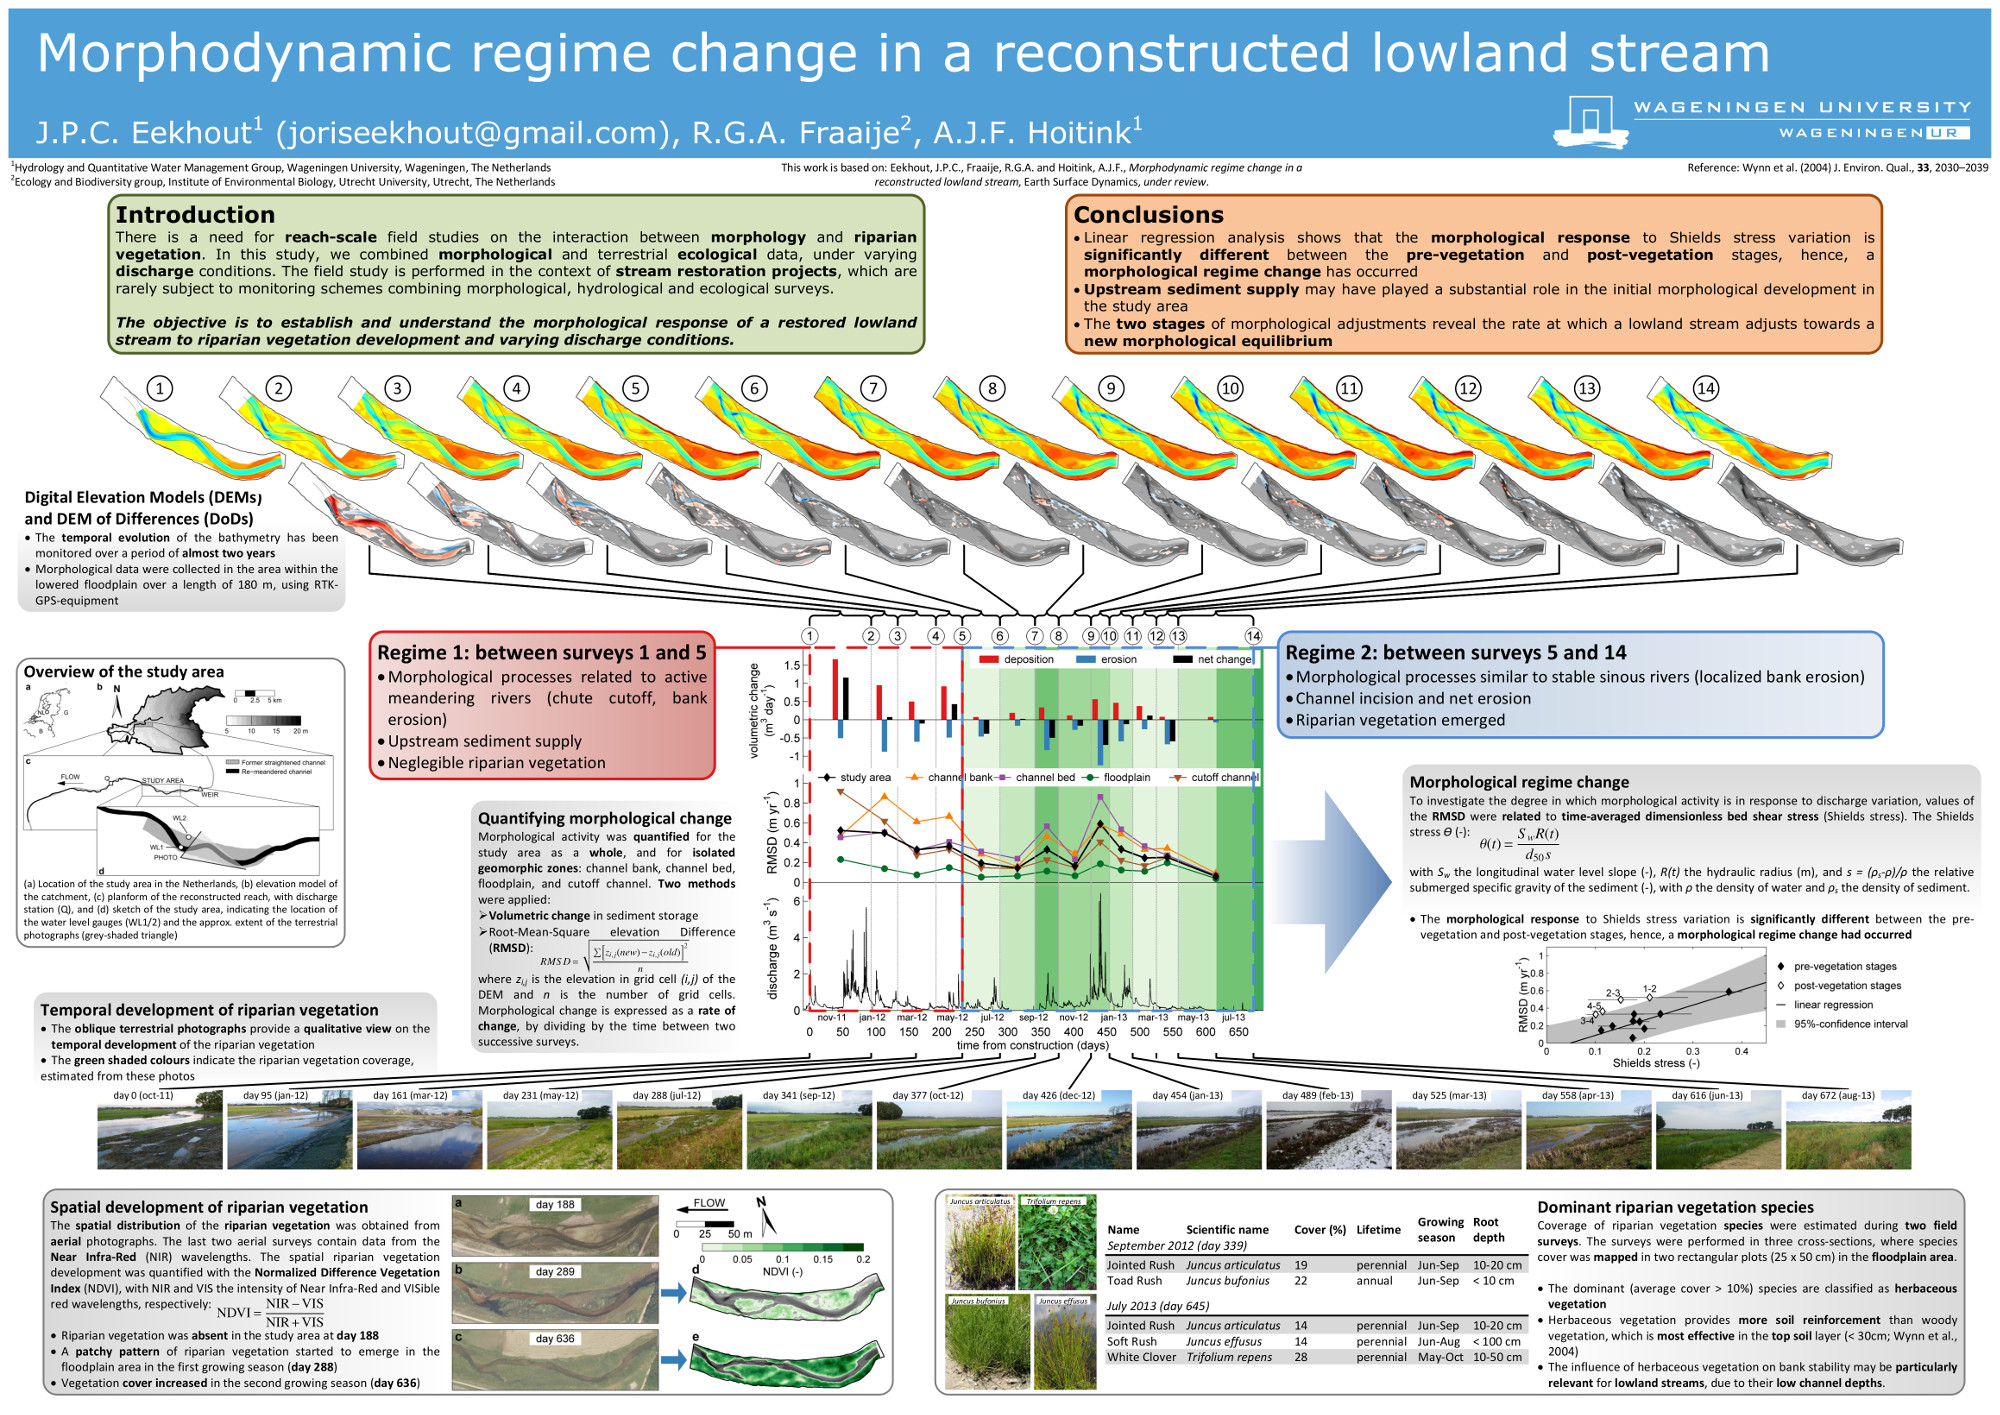 Morphodynamic regime change in a reconstructed lowland stream
J.P.C. Eekhout1 (joriseekhout@gmail.com), R.G.A. Fraaije2, A.J.F. Hoitink1
WAGENINGEN UNIVERSITY
WAGENINGEN UR
1Hydrology and Quantitative Water Management Group, Wageningen University, Wageningen, The Netherlands
2Ecology and Biodiversity group, Institute of Environmental Biology, Utrecht University, Utrecht, The Netherlands
This work is based on: Eekhout, J.P.C., Fraaije, R.G.A. and Hoitink, A.J.F., Morphodynamic regime change in a
reconstructed lowland stream, Earth Surface Dynamics, under review.
Reference: Wynn et al. (2004) J. Environ. Qual., 33, 2030–2039
Introduction
There is a need for reach-scale field studies on the interaction between morphology and riparian
vegetation. In this study, we combined morphological and terrestrial ecological data, under varying
discharge conditions. The field study is performed in the context of stream restoration projects, which are
rarely subject to monitoring schemes combining morphological, hydrological and ecological surveys.
The objective is to establish and understand the morphological response of a restored lowland
stream to riparian vegetation development and varying discharge conditions.
Conclusions
• Linear regression analysis shows that the morphological response to Shields stress variation is
significantly different between the pre-vegetation and post-vegetation stages, hence, a
morphological regime change has occurred
• Upstream sediment supply may have played a substantial role in the initial morphological development in
the study area
• The two stages of morphological adjustments reveal the rate at which a lowland stream adjusts towards a
new morphological equilibrium
1 2 3 4 5 6 7 8 9 10 11 12 13 14
Digital Elevation Models (DEMs)
and DEM of Differences (DoDs)
• The temporal evolution of the bathymetry has been
monitored over a period of almost two years
• Morphological data were collected in the area within the
lowered floodplain over a length of 180 m, using RTK-
GPS-equipment
Overview of the study area
a b N
0 2.5 5 km
NL G
B
5 10 15 20 m
c
Former straightened channel
Re-meandered channel
FLOW
Q
STUDY AREA
WEIR
WL2
WL1
PHOTO
d
(a) Location of the study area in the Netherlands, (b) elevation model of
the catchment, (c) planform of the reconstructed reach, with discharge
station (Q), and (d) sketch of the study area, indicating the location of
the water level gauges (WL1/2) and the approx. extent of the terrestrial
photographs (grey-shaded triangle)
Regime 1: between surveys 1 and 5
• Morphological processes related to active
meandering rivers (chute cutoff, bank
erosion)
• Upstream sediment supply
• Negligible riparian vegetation
Quantifying morphological change
Morphological activity was quantified for the
study area as a whole, and for isolated
geomorphic zones: channel bank, channel bed,
floodplain, and cutoff channel. Two methods
were applied:
➢Volumetric change in sediment storage
➢Root-Mean-Square elevation Difference
(RMSD): RMSD = √(∑[zi,j(new)−zi,j(old)]2 / n)
where zi,j is the elevation in grid cell (i,j) of the
DEM and n is the number of grid cells.
Morphological change is expressed as a rate of
change, by dividing by the time between two
successive surveys.
1 2 3 4 5 6 7 8 9 10 11 12 13 14
deposition erosion net change
volumetric change
(m3 day-1)
1.5
1
0.5
0
-0.5
-1
study area channel bank channel bed floodplain cutoff channel
RMSD (m yr-1)
1
0.8
0.6
0.4
0.2
0
discharge (m3 s-1)
6
4
2
0
nov-11 jan-12 mar-12 may-12 jul-12 sep-12 nov-12 jan-13 mar-13 may-13 jul-13
0 50 100 150 200 250 300 350 400 450 500 550 600 650
time from construction (days)
Regime 2: between surveys 5 and 14
• Morphological processes similar to stable sinous rivers (localized bank erosion)
• Channel incision and net erosion
• Riparian vegetation emerged
Morphological regime change
To investigate the degree in which morphological activity is in response to discharge variation, values of
the RMSD were related to time-averaged dimensionless bed shear stress (Shields stress). The Shields
stress Θ (-): θ(t) = SwR(t) / d50s
with Sw the longitudinal water level slope (-), R(t) the hydraulic radius (m), and s = (ρs-ρ)/ρ the relative
submerged specific gravity of the sediment (-), with ρ the density of water and ρs the density of sediment.
• The morphological response to Shields stress variation is significantly different between the pre-
vegetation and post-vegetation stages, hence, a morphological regime change had occurred
RMSD (m yr-1)
1
0.8
0.6
0.4
0.2
0
2-3 1-2
4-5
3-4
0 0.1 0.2 0.3 0.4
Shields stress (-)
pre-vegetation stages
post-vegetation stages
linear regression
95%-confidence interval
Temporal development of riparian vegetation
• The oblique terrestrial photographs provide a qualitative view on the
temporal development of the riparian vegetation
• The green shaded colours indicate the riparian vegetation coverage,
estimated from these photos
day 0 (oct-11) day 95 (jan-12) day 161 (mar-12) day 231 (may-12) day 288 (jul-12) day 341 (sep-12) day 377 (oct-12) day 426 (dec-12) day 454 (jan-13) day 489 (feb-13) day 525 (mar-13) day 558 (apr-13) day 616 (jun-13) day 672 (aug-13)
Spatial development of riparian vegetation
The spatial distribution of the riparian vegetation was obtained from
aerial photographs. The last two aerial surveys contain data from the
Near Infra-Red (NIR) wavelengths. The spatial riparian vegetation
development was quantified with the Normalized Difference Vegetation
Index (NDVI), with NIR and VIS the intensity of Near Infra-Red and VISible
red wavelengths, respectively: NDVI = NIR − VIS / NIR + VIS
• Riparian vegetation was absent in the study area at day 188
• A patchy pattern of riparian vegetation started to emerge in the
floodplain area in the first growing season (day 288)
• Vegetation cover increased in the second growing season (day 636)
a day 188
b day 289
c day 636
FLOW N
0 25 50 m
0 0.05 0.1 0.15 0.2
NDVI (-)
d
e
Juncus articulatus Trifolium repens
Juncus bufonius Juncus effusus
Name Scientific name Cover (%) Lifetime Growing season Root depth
September 2012 (day 339)
Jointed Rush Juncus articulatus 19 perennial Jun-Sep 10-20 cm
Toad Rush Juncus bufonius 22 annual Jun-Sep < 10 cm
July 2013 (day 645)
Jointed Rush Juncus articulatus 14 perennial Jun-Sep 10-20 cm
Soft Rush Juncus effusus 14 perennial Jun-Aug < 100 cm
White Clover Trifolium repens 28 perennial May-Oct 10-50 cm
Dominant riparian vegetation species
Coverage of riparian vegetation species were estimated during two field
surveys. The surveys were performed in three cross-sections, where species
cover was mapped in two rectangular plots (25 x 50 cm) in the floodplain area.
• The dominant (average cover > 10%) species are classified as herbaceous
vegetation
• Herbaceous vegetation provides more soil reinforcement than woody
vegetation, which is most effective in the top soil layer (< 30cm; Wynn et al.,
2004)
• The influence of herbaceous vegetation on bank stability may be particularly
relevant for lowland streams, due to their low channel depths.